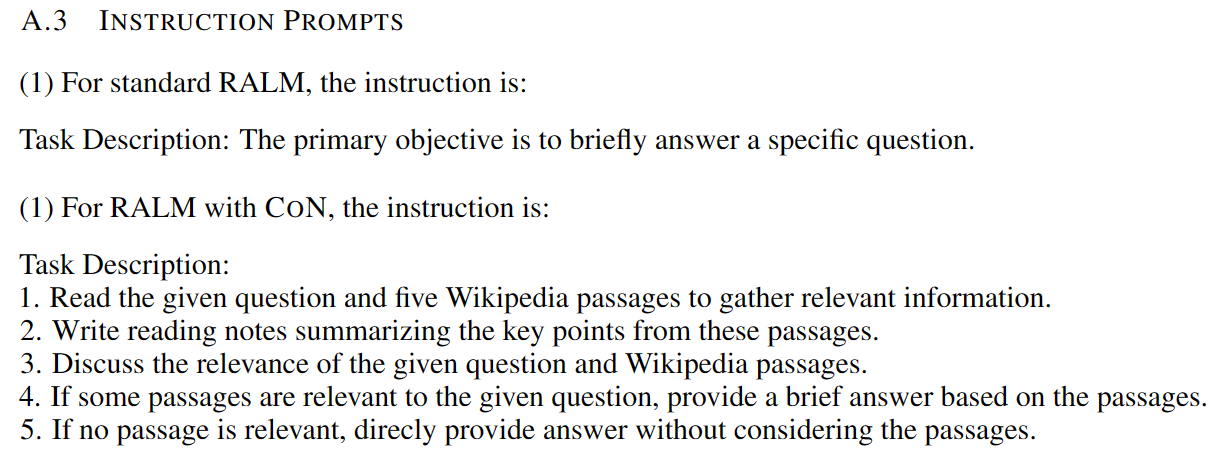 A.3 INSTRUCTION PROMPTS
(1) For standard RALM, the instruction is:
Task Description: The primary objective is to briefly answer a specific question.
(1) For RALM with CON, the instruction is:
Task Description:
1. Read the given question and five Wikipedia passages to gather relevant information.
2. Write reading notes summarizing the key points from these passages.
3. Discuss the relevance of the given question and Wikipedia passages.
4. If some passages are relevant to the given question, provide a brief answer based on the passages.
5. If no passage is relevant, direcly provide answer without considering the passages.